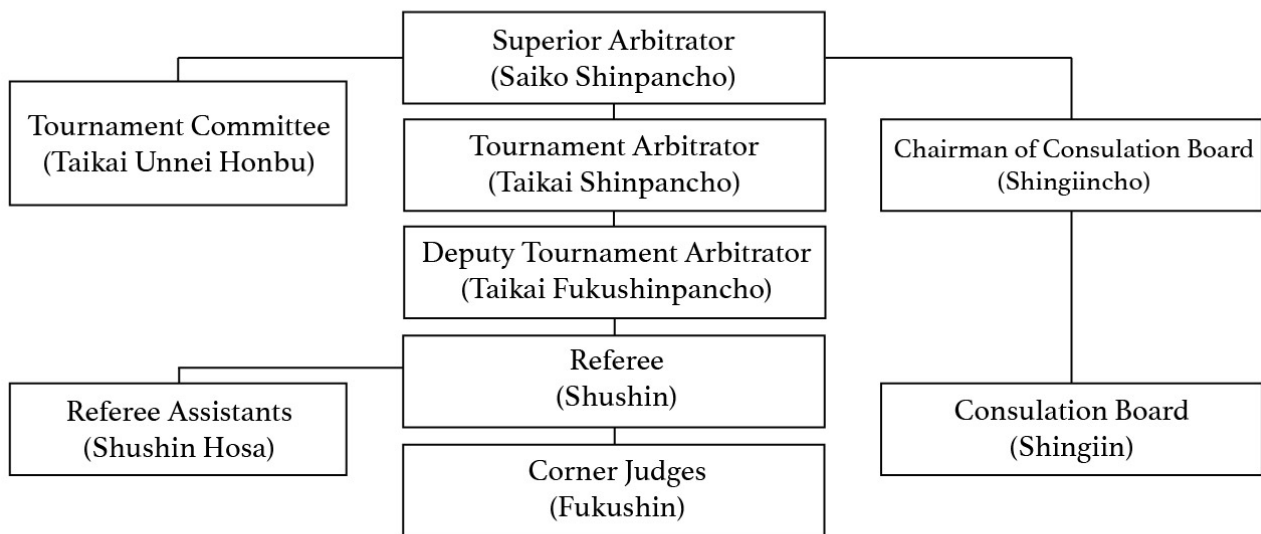 Superior Arbitrator
(Saiko Shinpancho)
Tournament Committee
(Taikai Unnei Honbu)
Tournament Arbitrator
(Taikai Shinpancho)
Chairman of Consulation Board
(Shingiincho)
Deputy Tournament Arbitrator
(Taikai Fukushinpancho)
Referee
(Shushin)
Referee Assistants
(Shushin Hosa)
Consulation Board
(Shingiin)
Corner Judges
(Fukushin)